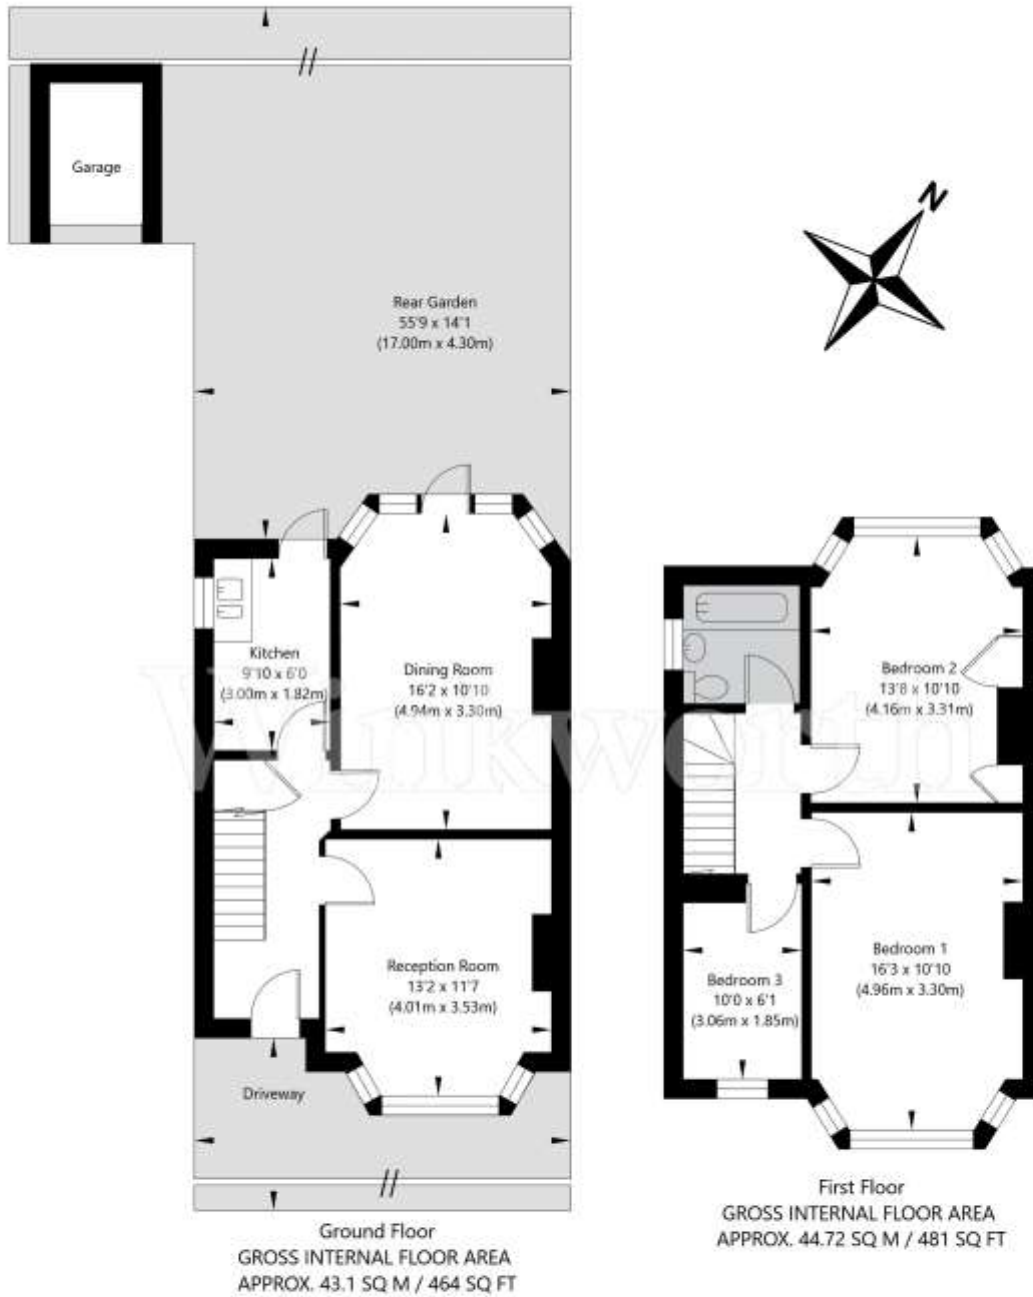 Garage
N
Rear Garden
55'9 x 14'1
(17.00m x 4.30m)
Kitchen
9'10 x 6'0
(3.00m x 1.82m)
Dining Room
16'2 x 10'10
(4.94m x 3.30m)
Bedroom 2
13'8 x 10'10
(4.16m x 3.31m)
Winkworth
Reception Room
13'2 x 11'7
(4.01m x 3.53m)
Bedroom 3
10'0 x 6'1
(3.06m x 1.85m)
Bedroom 1
16'3 x 10'10
(4.96m x 3.30m)
Driveway
Ground Floor
GROSS INTERNAL FLOOR AREA
APPROX. 43.1 SQ M / 464 SQ FT
First Floor
GROSS INTERNAL FLOOR AREA
APPROX. 44.72 SQ M / 481 SQ FT